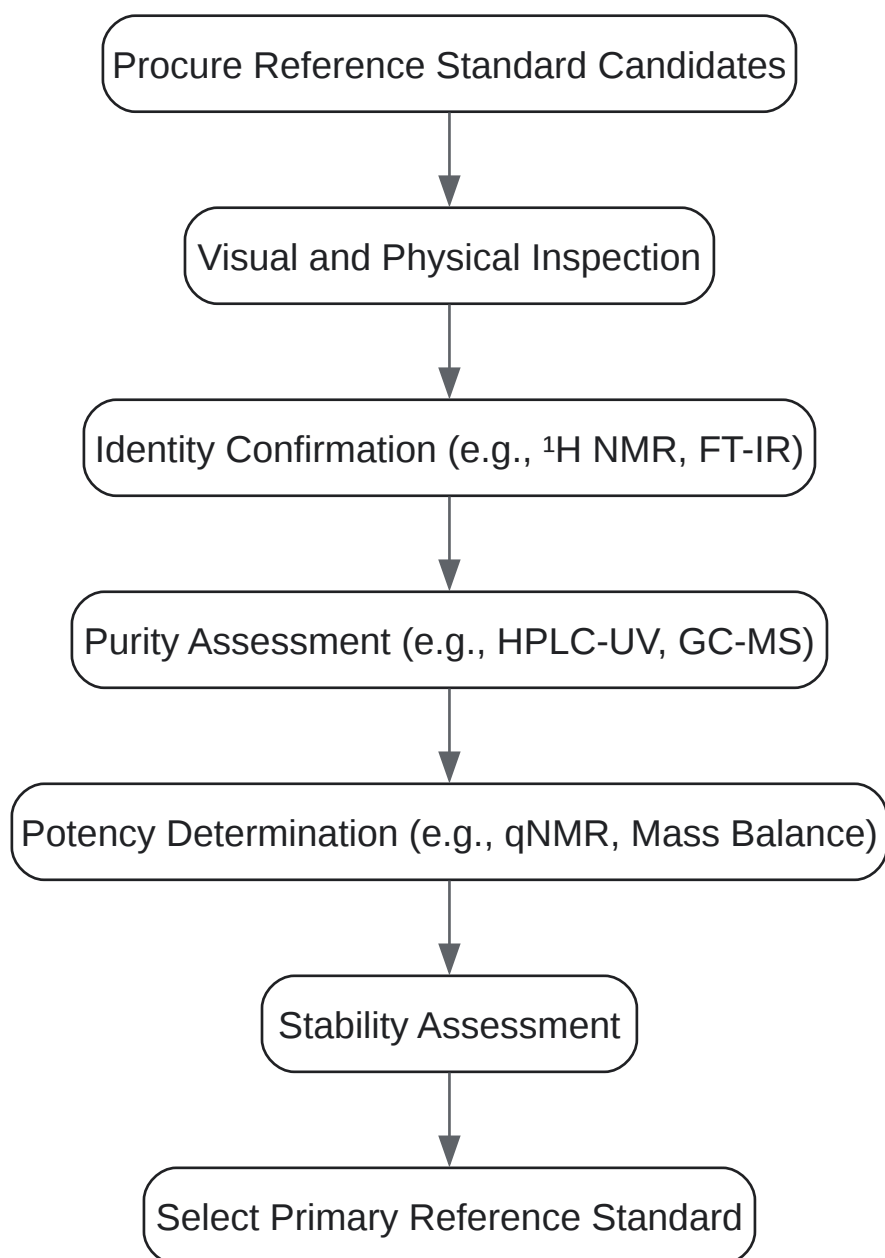 Procure Reference Standard Candidates
Visual and Physical Inspection
Identity Confirmation (e.g., ¹H NMR, FT-IR)
Purity Assessment (e.g., HPLC-UV, GC-MS)
Potency Determination (e.g., qNMR, Mass Balance)
Stability Assessment
Select Primary Reference Standard